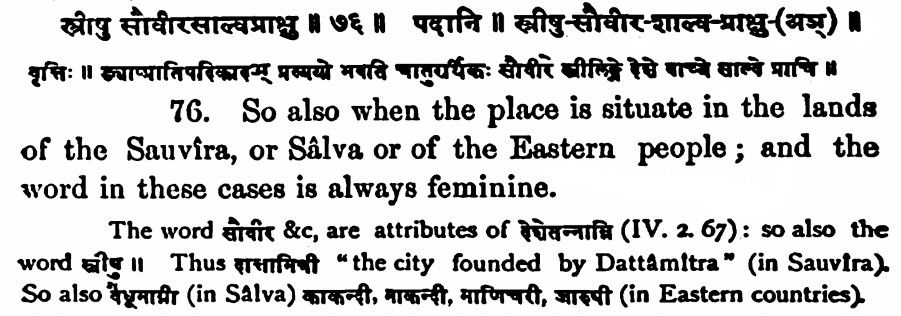 स्त्रीषु सौवीरसाल्वप्राक्षु ॥ ७६ ॥ पदानि ॥ स्त्रीषु-सौवीर-शाल्व-प्राक्षु-(अञ्) ॥
वृत्तिः ॥ ङ्याप्प्रातिपदिकादञ् प्रत्ययो भवति चातुरर्थिकः सौवीरे स्त्रीलिङ्गे देशे वाच्ये साल्वे प्राचि ॥
76. So also when the place is situate in the lands
of the Sauvîra, or Sâlva or of the Eastern people; and the
word in these cases is always feminine.
The word सौवीर &c, are attributes of देशेतन्नाम्नि (IV. 2. 67): so also the
word स्त्रीषु ॥ Thus दात्तामित्री “the city founded by Dattâmitra” (in Sauvîra).
So also वैधूमाग्नी (in Sâlva) काकन्दी, माकन्दी, माणिचरी, जारुषी (in Eastern countries).